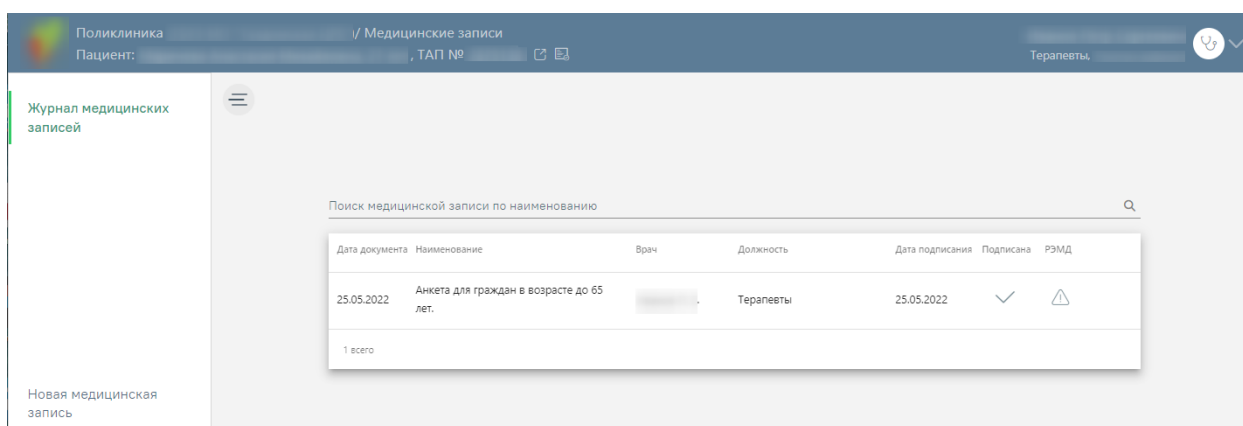 Поликлиника / Медицинские записи
Пациент: , ТАП №
Терапевты,
Журнал медицинских
записей
Поиск медицинской записи по наименованию
Дата документа Наименование Врач Должность Дата подписания Подписана РЭМД
25.05.2022 Анкета для граждан в возрасте до 65
лет. Терапевты 25.05.2022
1 всего
Новая медицинская
запись